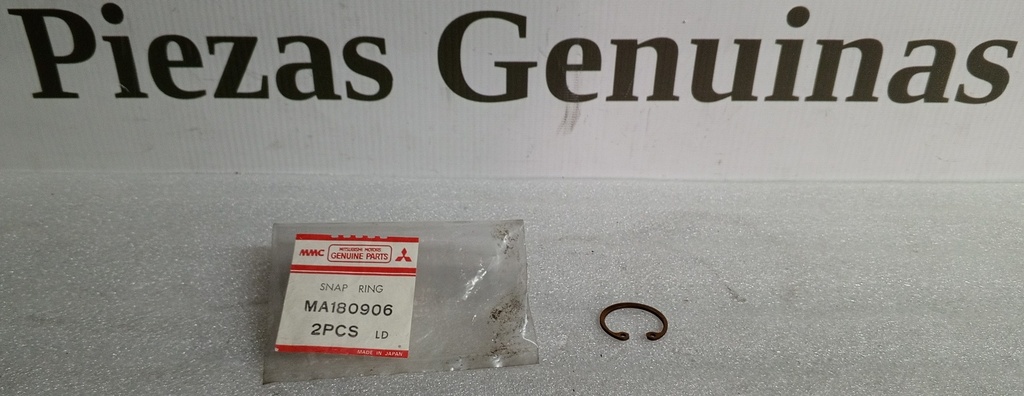 Piezas Genuinas
MMC
MITSUBISHI MOTORS
GENUINE PARTS
SNAP RING
MA180906
2PCS LD
MADE IN JAPAN